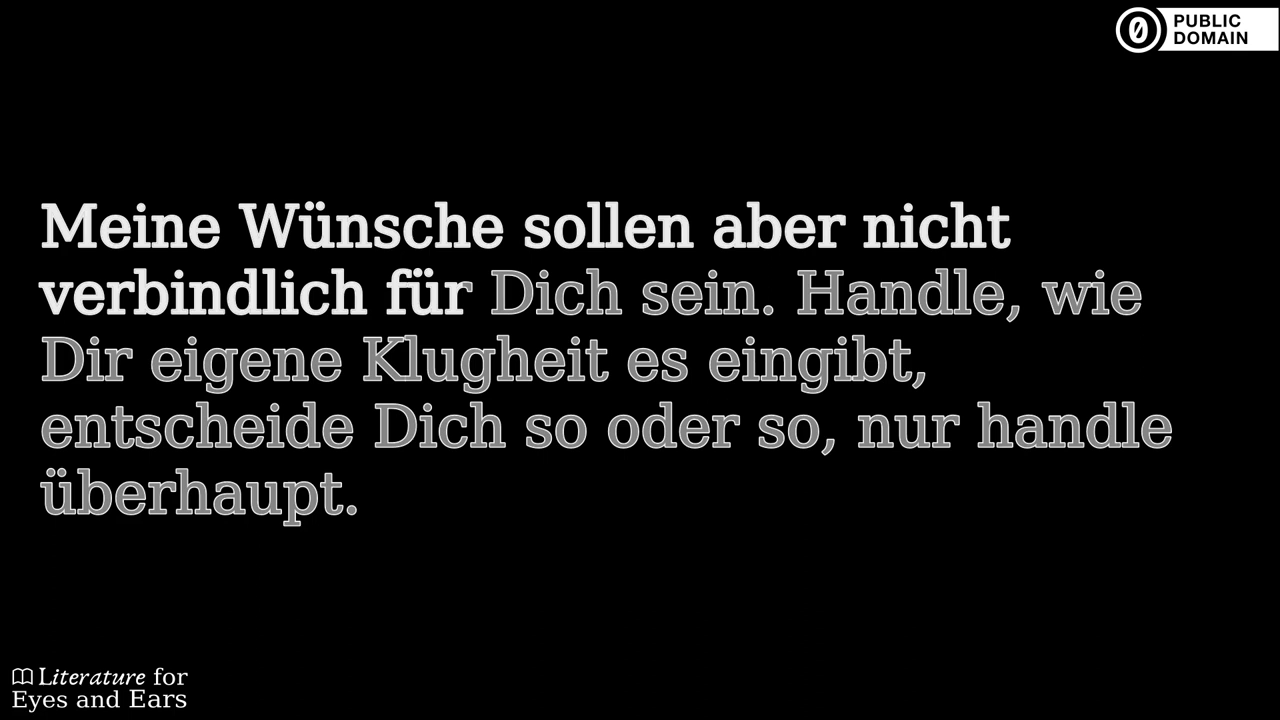 PUBLIC
DOMAIN
Meine Wünsche sollen aber nicht
verbindlich für Dich sein. Handle, wie
Dir eigene Klugheit es eingibt,
entscheide Dich so oder so, nur handle
überhaupt.
Literature for
Eyes and Ears